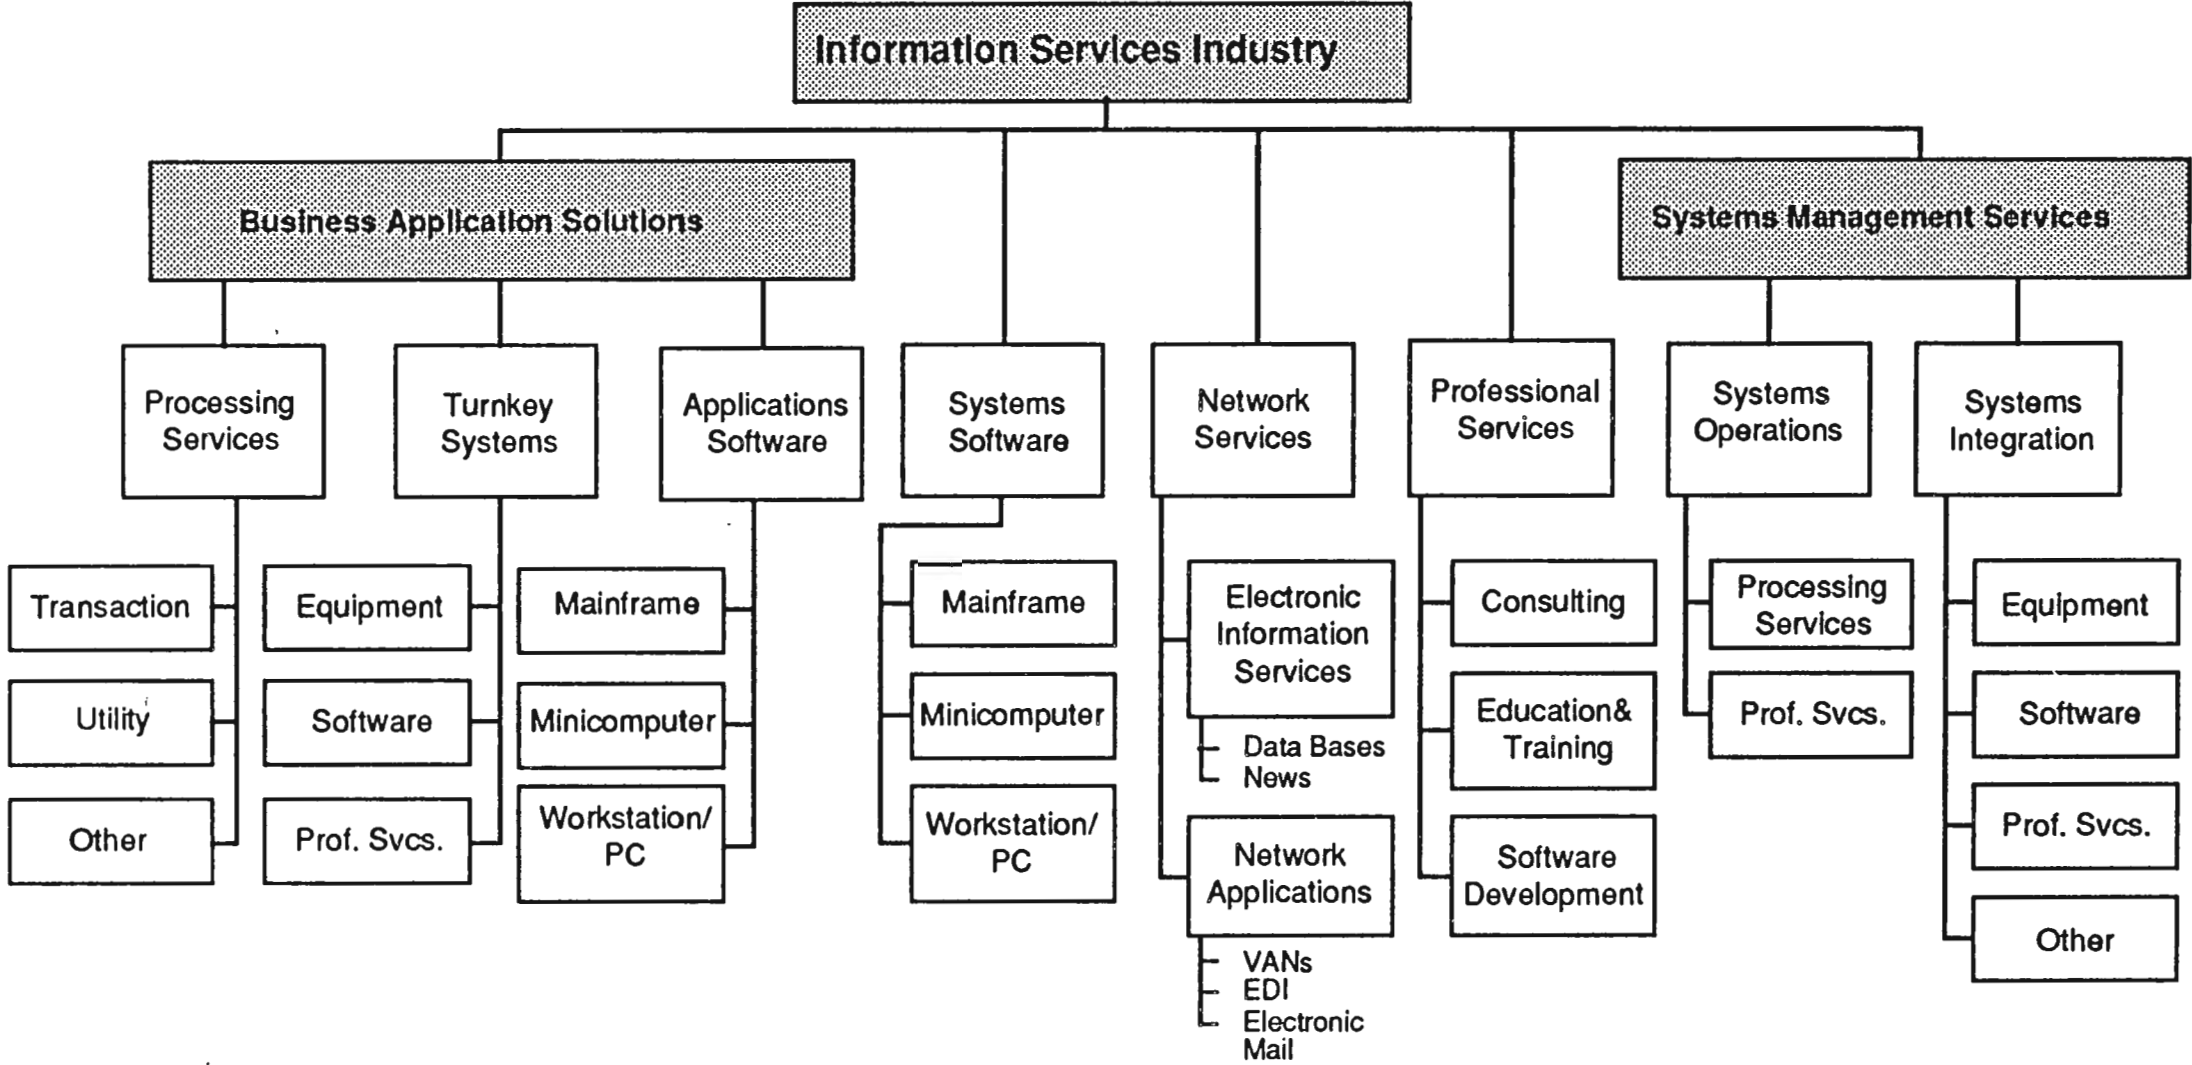 Information Services Industry
Business Application Solutions
Systems Management Services
Processing
Services
Turnkey
Systems
Applications
Software
Systems
Software
Network
Services
Professional
Services
Systems
Operations
Systems
Integration
Transaction
Utility
Other
Equipment
Software
Prof. Svcs.
Mainframe
Minicomputer
Workstation/
PC
Mainframe
Minicomputer
Workstation/
PC
Electronic
Information
Services
Data Bases
News
Network
Applications
VANs
EDI
Electronic
Mail
Consulting
Education&
Training
Software
Development
Processing
Services
Prof. Svcs.
Equipment
Software
Prof. Svcs.
Other